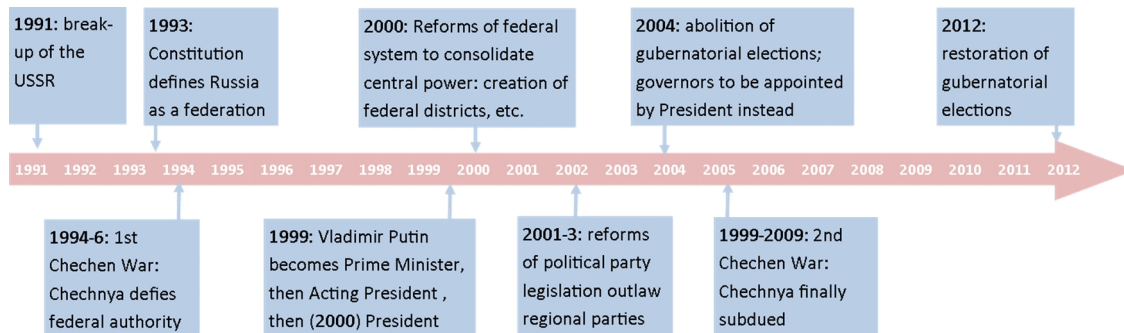 1991: break-
up of the
USSR
1993:
Constitution
defines Russia
as a federation
2000: Reforms of federal
system to consolidate
central power: creation of
federal districts, etc.
2004: abolition of
gubernatorial elections;
governors to be appointed
by President instead
2012:
restoration of
gubernatorial
elections
1991 1992 1993 1994 1995 1996 1997 1998 1999 2000 2001 2002 2003 2004 2005 2006 2007 2008 2009 2010 2011 2012
1994-6: 1st
Chechen War:
Chechnya defies
federal authority
1999: Vladimir Putin
becomes Prime Minister,
then Acting President ,
then (2000) President
2001-3: reforms
of political party
legislation outlaw
regional parties
1999-2009: 2nd
Chechen War:
Chechnya finally
subdued